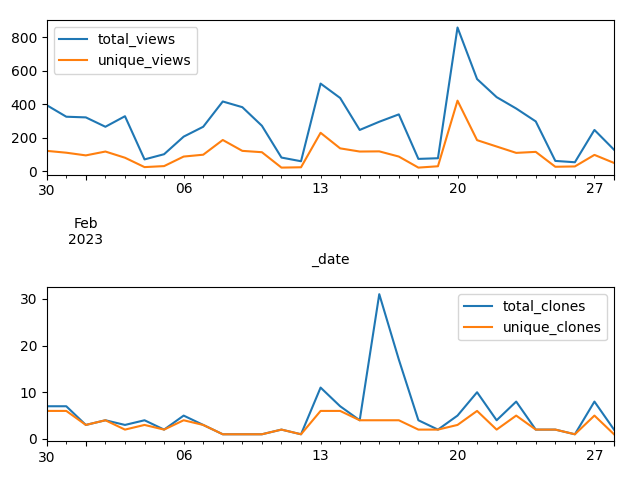 800
600
400
200
0
total_views
unique_views
30 06 13 20 27
Feb
2023
_date
30
20
10
0
total_clones
unique_clones
30 06 13 20 27